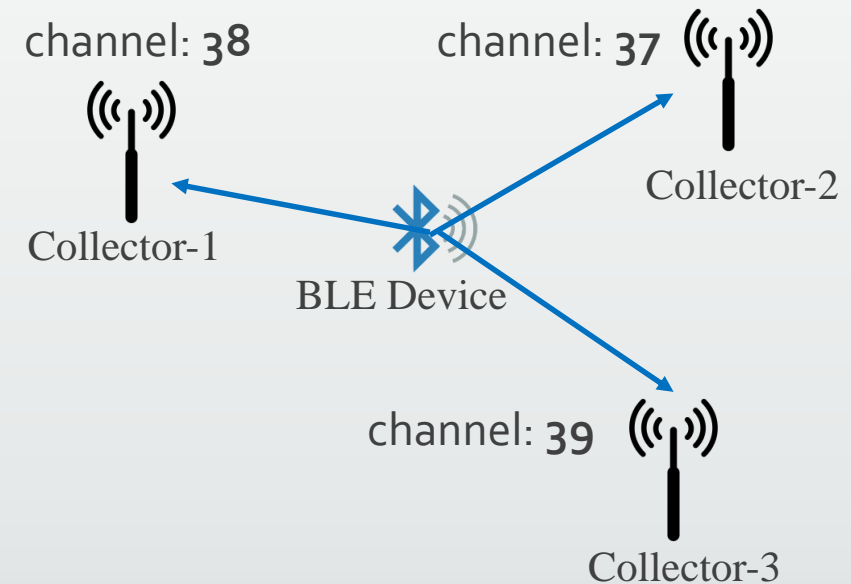 channel: 38
channel: 37
Collector-2
Collector-1
BLE Device
channel: 39
Collector-3